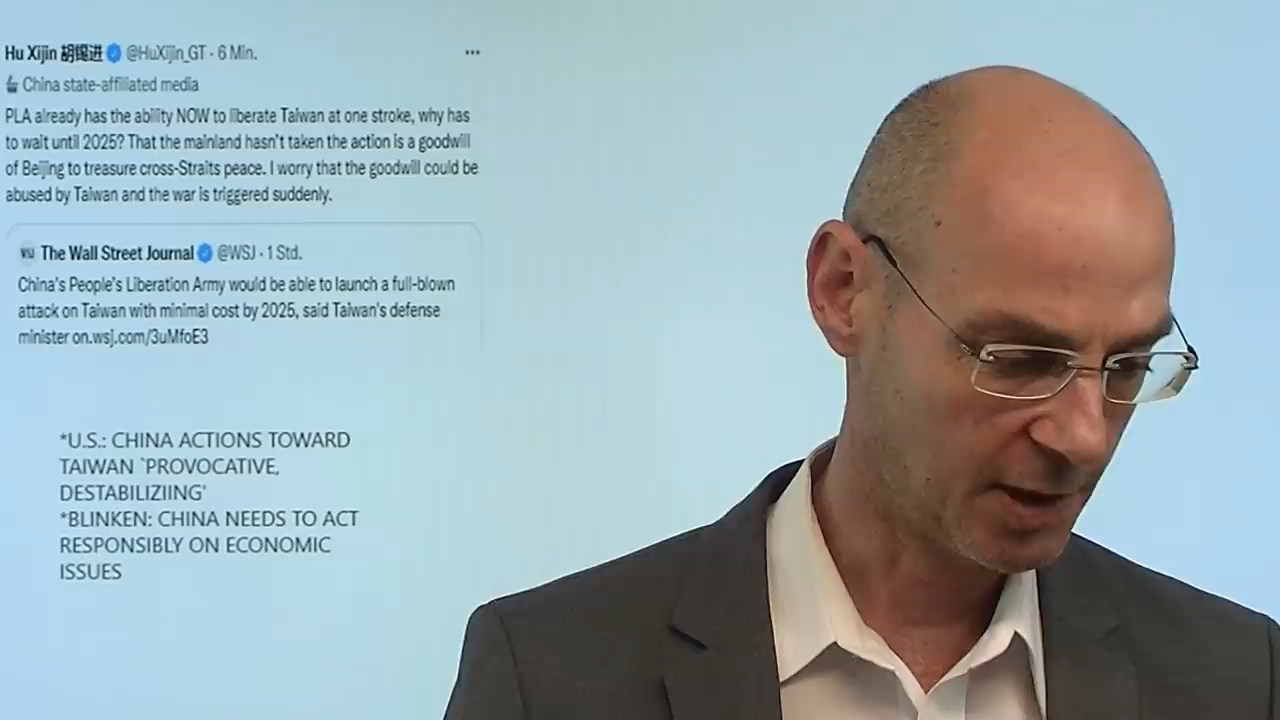 Hu Xijin 胡锡进 @HuXijin_GT · 6 Min.
China state-affiliated media
PLA already has the ability NOW to liberate Taiwan at one stroke, why has
to wait until 2025? That the mainland hasn't taken the action is a goodwill
of Beijing to treasure cross-Straits peace. I worry that the goodwill could be
abused by Taiwan and the war is triggered suddenly.
WSJ The Wall Street Journal @WSJ · 1 Std.
China's People's Liberation Army would be able to launch a full-blown
attack on Taiwan with minimal cost by 2025, said Taiwan's defense
minister on.wsj.com/3uMfoE3
*U.S.: CHINA ACTIONS TOWARD
TAIWAN `PROVOCATIVE,
DESTABILIZIING'
*BLINKEN: CHINA NEEDS TO ACT
RESPONSIBLY ON ECONOMIC
ISSUES